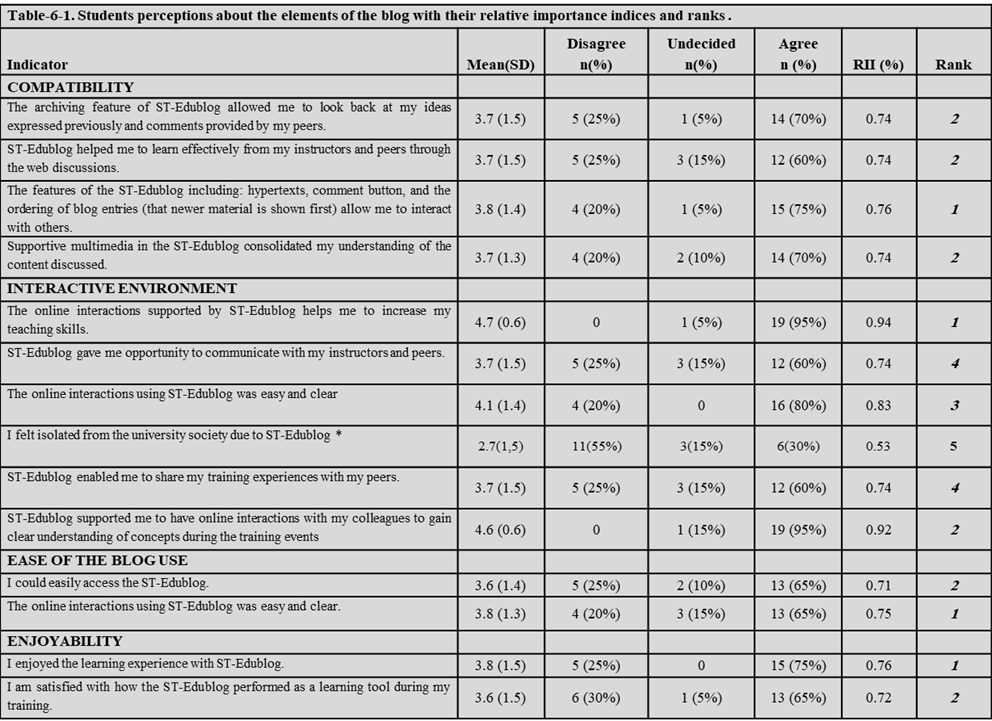 Table-6-1. Students perceptions about the elements of the blog with their relative importance indices and ranks .
Indicator Mean(SD) Disagree n(%) Undecided n(%) Agree n (%) RII (%) Rank
COMPATIBILITY
The archiving feature of ST-Edublog allowed me to look back at my ideas
expressed previously and comments provided by my peers. 3.7 (1.5) 5 (25%) 1 (5%) 14 (70%) 0.74 2
ST-Edublog helped me to learn effectively from my instructors and peers through
the web discussions. 3.7 (1.5) 5 (25%) 3 (15%) 12 (60%) 0.74 2
The features of the ST-Edublog including: hypertexts, comment button, and the
ordering of blog entries (that newer material is shown first) allow me to interact
with others. 3.8 (1.4) 4 (20%) 1 (5%) 15 (75%) 0.76 1
Supportive multimedia in the ST-Edublog consolidated my understanding of the
content discussed. 3.7 (1.3) 4 (20%) 2 (10%) 14 (70%) 0.74 2
INTERACTIVE ENVIRONMENT
The online interactions supported by ST-Edublog helps me to increase my
teaching skills. 4.7 (0.6) 0 1 (5%) 19 (95%) 0.94 1
ST-Edublog gave me opportunity to communicate with my instructors and peers. 3.7 (1.5) 5 (25%) 3 (15%) 12 (60%) 0.74 4
The online interactions using ST-Edublog was easy and clear 4.1 (1.4) 4 (20%) 0 16 (80%) 0.83 3
I felt isolated from the university society due to ST-Edublog * 2.7(1,5) 11(55%) 3(15%) 6(30%) 0.53 5
ST-Edublog enabled me to share my training experiences with my peers. 3.7 (1.5) 5 (25%) 3 (15%) 12 (60%) 0.74 4
ST-Edublog supported me to have online interactions with my colleagues to gain
clear understanding of concepts during the training events 4.6 (0.6) 0 1 (15%) 19 (95%) 0.92 2
EASE OF THE BLOG USE
I could easily access the ST-Edublog. 3.6 (1.4) 5 (25%) 2 (10%) 13 (65%) 0.71 2
The online interactions using ST-Edublog was easy and clear. 3.8 (1.3) 4 (20%) 3 (15%) 13 (65%) 0.75 1
ENJOYABILITY
I enjoyed the learning experience with ST-Edublog. 3.8 (1.5) 5 (25%) 0 15 (75%) 0.76 1
I am satisfied with how the ST-Edublog performed as a learning tool during my
training. 3.6 (1.5) 6 (30%) 1 (5%) 13 (65%) 0.72 2